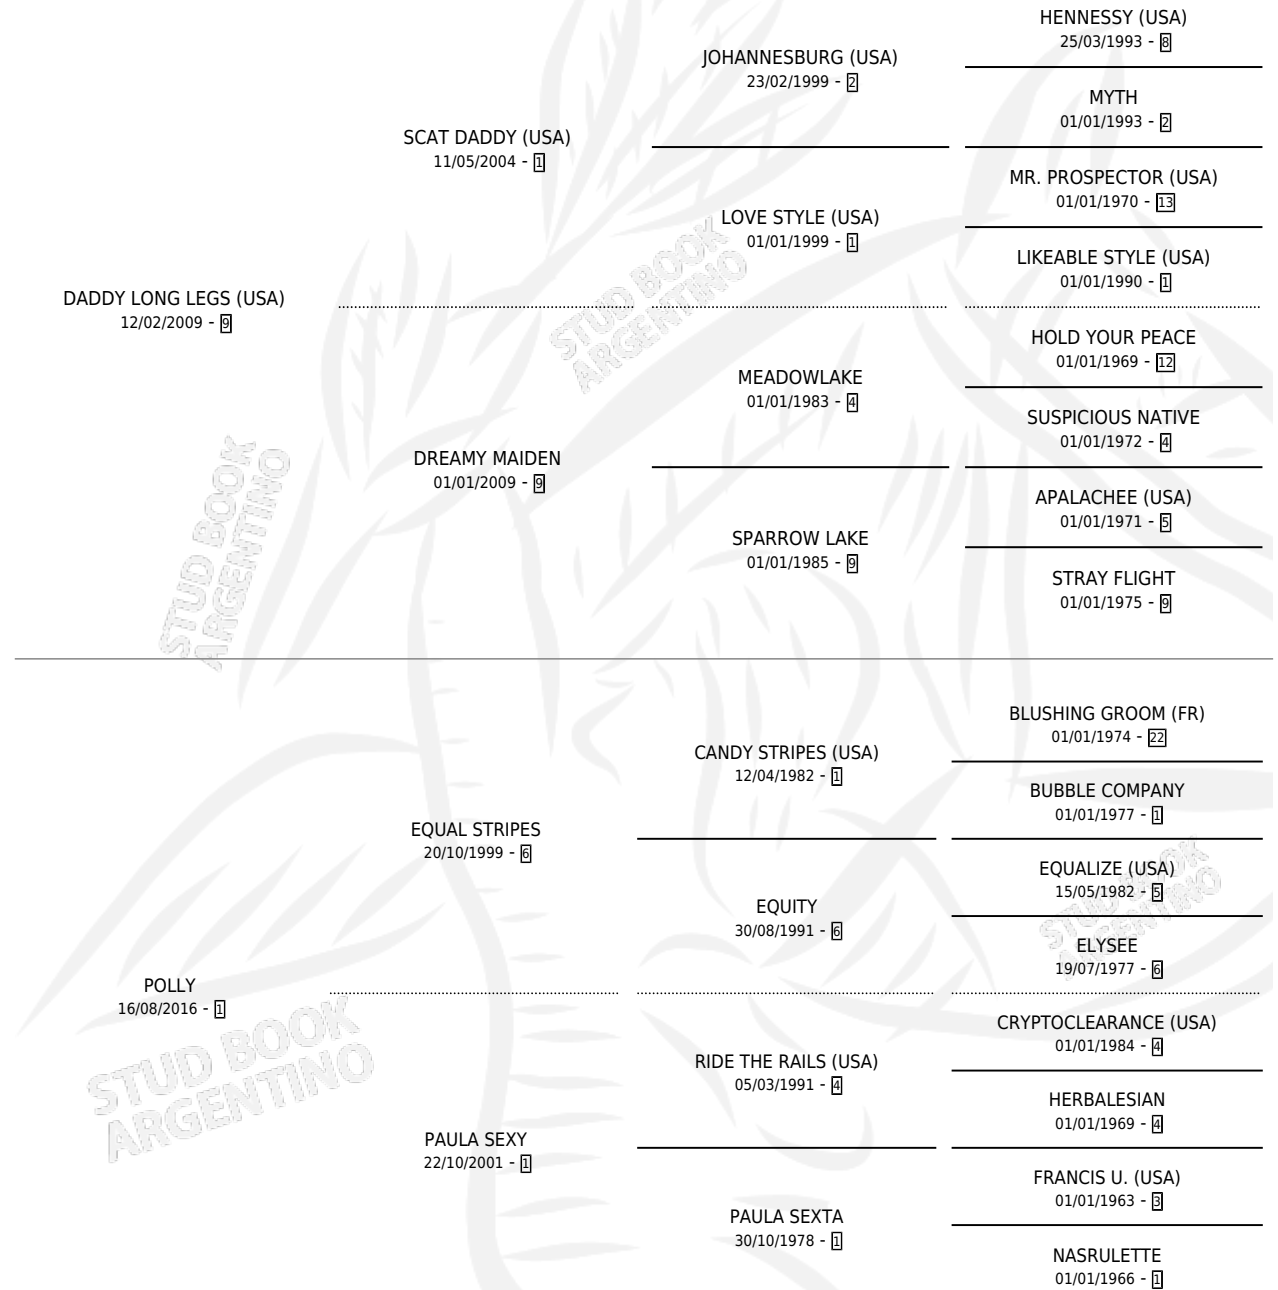 HENNESSY (USA)
25/03/1993 - 8
JOHANNESBURG (USA)
23/02/1999 - 2
MYTH
01/01/1993 - 2
SCAT DADDY (USA)
11/05/2004 - 1
MR. PROSPECTOR (USA)
01/01/1970 - 13
LOVE STYLE (USA)
01/01/1999 - 1
LIKEABLE STYLE (USA)
01/01/1990 - 1
DADDY LONG LEGS (USA)
12/02/2009 - 9
STUD BOOK
ARGENTINO
HOLD YOUR PEACE
01/01/1969 - 12
MEADOWLAKE
01/01/1983 - 4
SUSPICIOUS NATIVE
01/01/1972 - 4
DREAMY MAIDEN
01/01/2009 - 9
APALACHEE (USA)
01/01/1971 - 5
SPARROW LAKE
01/01/1985 - 9
STRAY FLIGHT
01/01/1975 - 9
STUD BOOK
ARGENTINO
BLUSHING GROOM (FR)
01/01/1974 - 22
CANDY STRIPES (USA)
12/04/1982 - 1
BUBBLE COMPANY
01/01/1977 - 1
EQUAL STRIPES
20/10/1999 - 6
EQUALIZE (USA)
15/05/1982 - 5
EQUITY
30/08/1991 - 6
STUD BOOK
ARGENTINO
ELYSEE
19/07/1977 - 6
POLLY
16/08/2016 - 1
STUD BOOK
ARGENTINO
CRYPTOCLEARANCE (USA)
01/01/1984 - 4
RIDE THE RAILS (USA)
05/03/1991 - 4
HERBALESIAN
01/01/1969 - 4
PAULA SEXY
22/10/2001 - 1
FRANCIS U. (USA)
01/01/1963 - 3
PAULA SEXTA
30/10/1978 - 1
NASRULETTE
01/01/1966 - 1